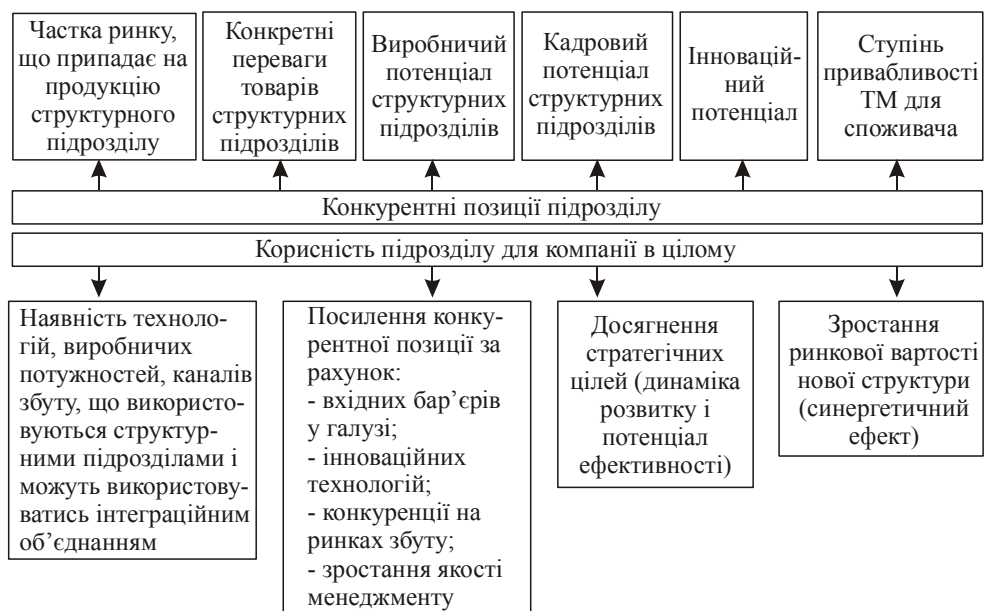 Частка ринку,
що припадає на
продукцію
структурного
підрозділу
Конкретні
переваги
товарів
структурних
підрозділів
Виробничий
потенціал
структурних
підрозділів
Кадровий
потенціал
структурних
підрозділів
Інновацій-
ний
потенціал
Ступінь
привабливості
ТМ для
споживача
Конкурентні позиції підрозділу
Корисність підрозділу для компанії в цілому
Наявність техноло-
гій, виробничих
потужностей, каналів
збуту, що використо-
вуються структур-
ними підрозділами і
можуть використову-
ватись інтеграційним
об’єднанням
Посилення конку-
рентної позиції за
рахунок:
- вхідних бар’єрів
у галузі;
- інноваційних
технологій;
- конкуренції на
ринках збуту;
- зростання якості
менеджменту
Досягнення
стратегічних
цілей (динаміка
розвитку і
потенціал
ефективності)
Зростання
ринкової вартості
нової структури
(синергетичний
ефект)